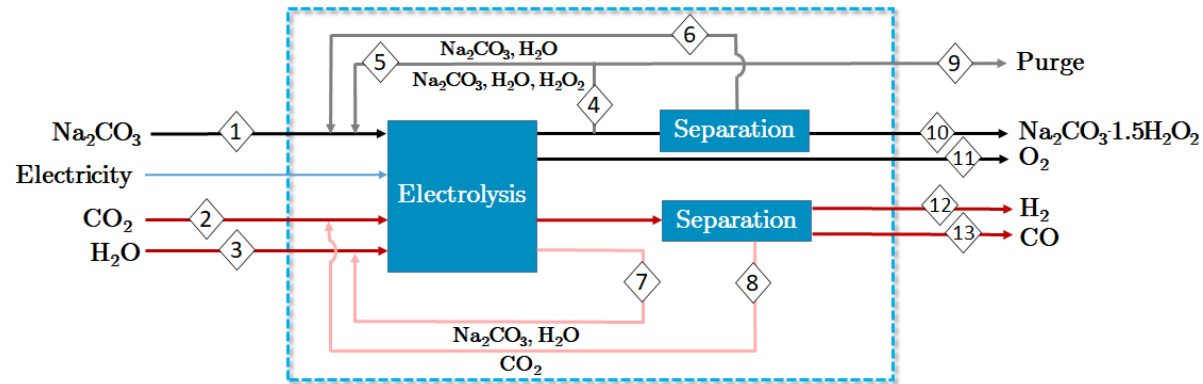 6
Na₂CO₃, H₂O
5
9
Purge
Na₂CO₃, H₂O, H₂O₂
4
Na₂CO₃
1
Separation
10
Na₂CO₃·1.5H₂O₂
11
O₂
Electricity
Electrolysis
CO₂
2
Separation
12
H₂
H₂O
3
13
CO
7
8
Na₂CO₃, H₂O
CO₂